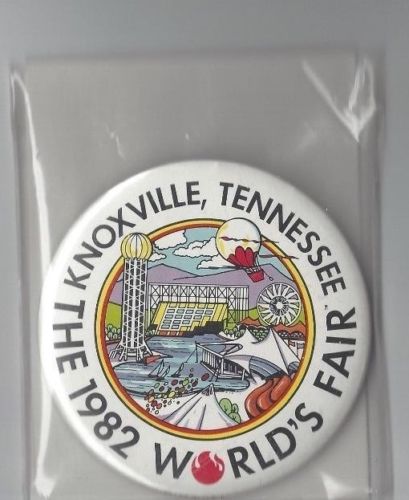 KNOXVILLE, TENNESSEE
THE 1982 WORLD'S FAIR